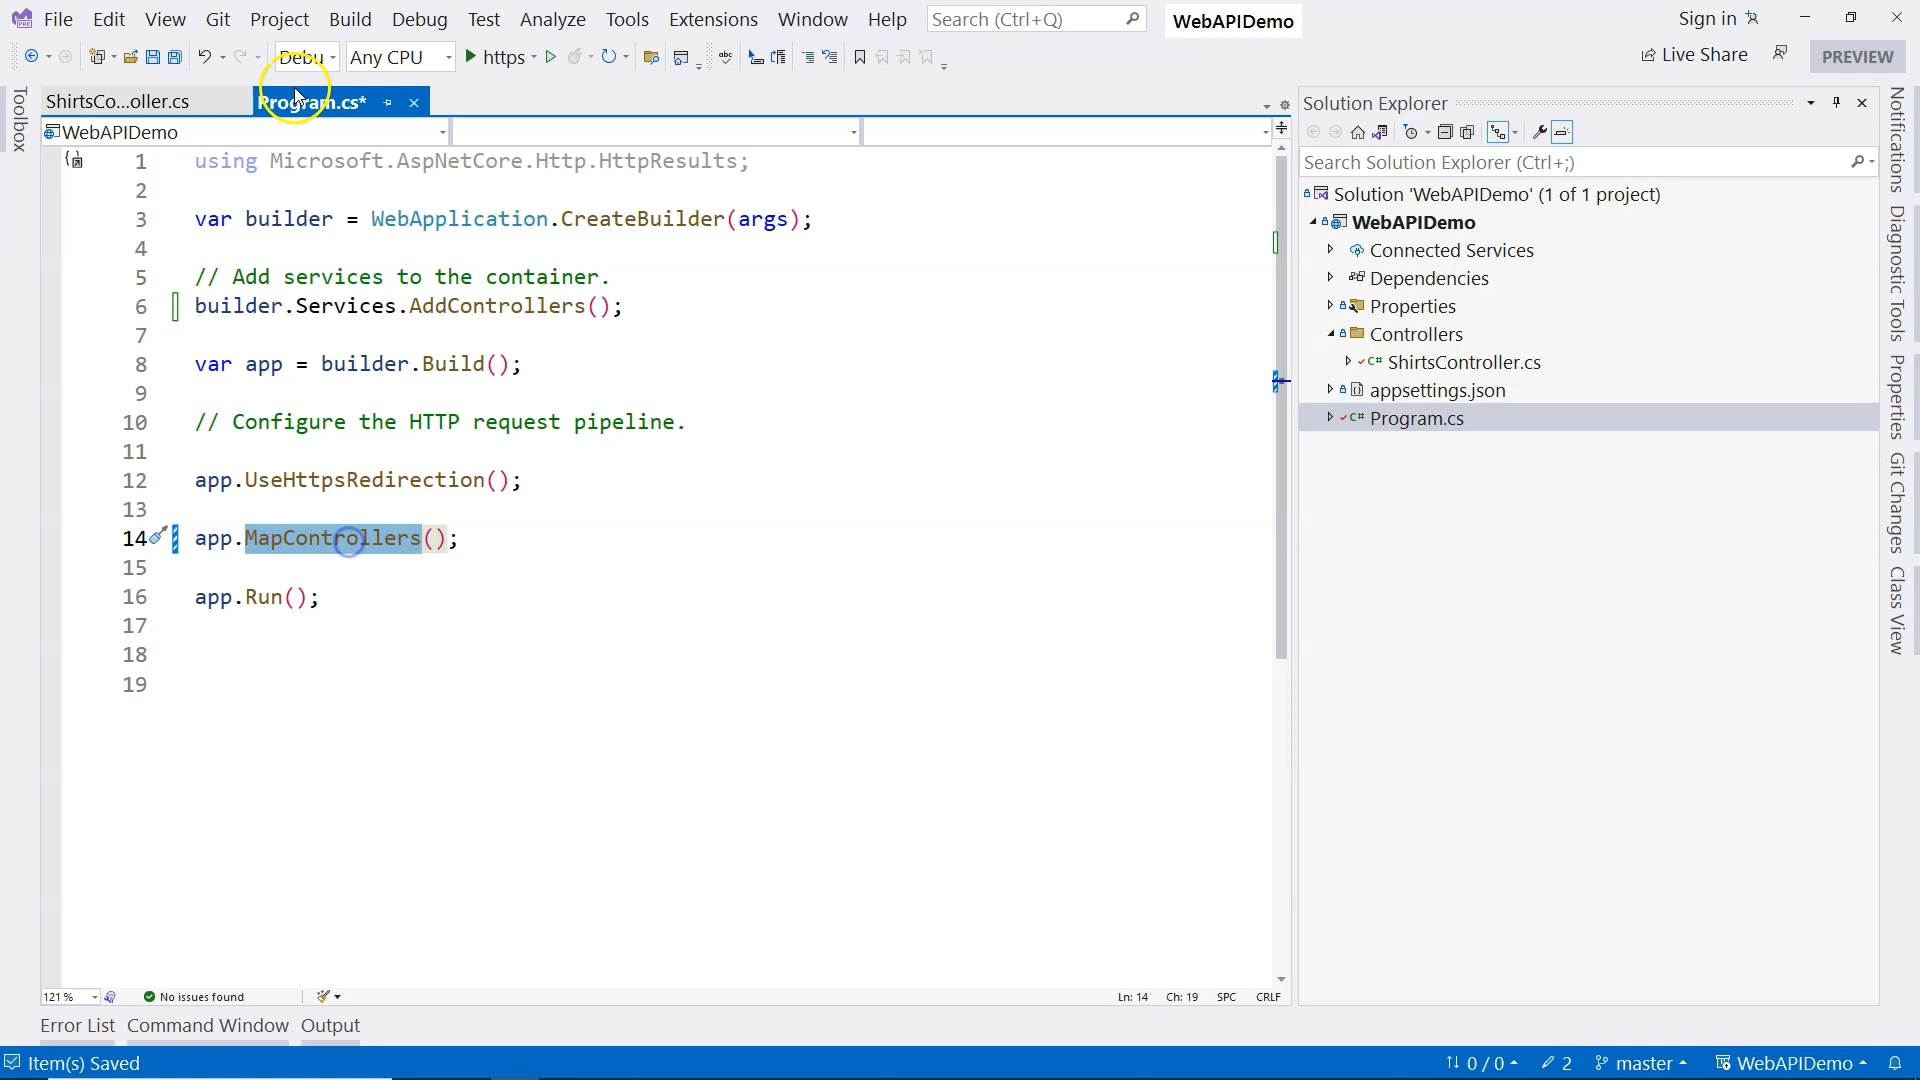 File Edit View Git Project Build Debug Test Analyze Tools Extensions Window Help Search (Ctrl+Q) WebAPIDemo Sign in
Debu Any CPU https Live Share PREVIEW
Toolbox
ShirtsCo...oller.cs Program.cs*
WebAPIDemo
1 using Microsoft.AspNetCore.Http.HttpResults;
2
3 var builder = WebApplication.CreateBuilder(args);
4
5 // Add services to the container.
6 builder.Services.AddControllers();
7
8 var app = builder.Build();
9
10 // Configure the HTTP request pipeline.
11
12 app.UseHttpsRedirection();
13
14 app.MapControllers();
15
16 app.Run();
17
18
19
121 % No issues found Ln: 14 Ch: 19 SPC CRLF
Solution Explorer
Search Solution Explorer (Ctrl+;)
Solution 'WebAPIDemo' (1 of 1 project)
WebAPIDemo
Connected Services
Dependencies
Properties
Controllers
C# ShirtsController.cs
appsettings.json
C# Program.cs
Notifications
Diagnostic Tools
Properties
Git Changes
Class View
Error List Command Window Output
Item(s) Saved 0 / 0 2 master WebAPIDemo